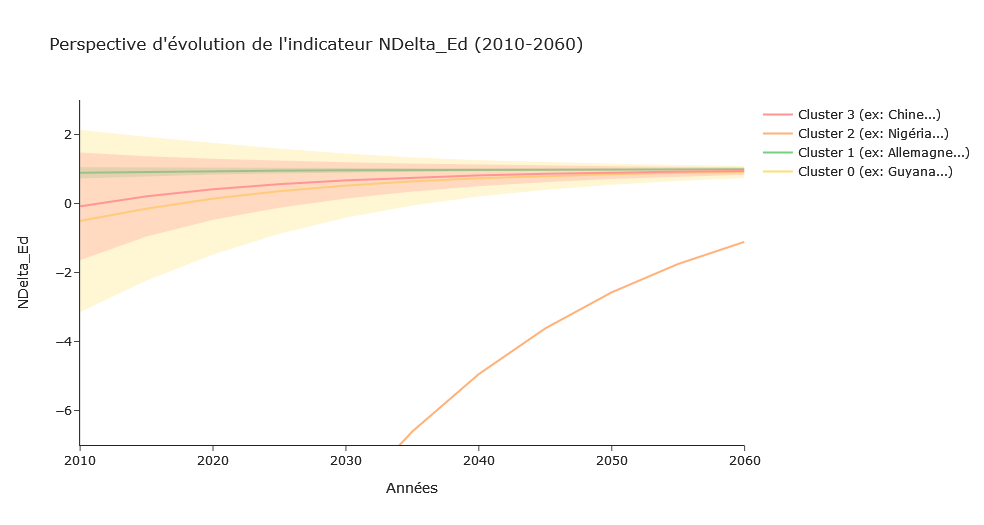 Perspective d'évolution de l'indicateur NDelta_Ed (2010-2060)
Cluster 3 (ex: Chine...)
Cluster 2 (ex: Nigéria...)
Cluster 1 (ex: Allemagne...)
Cluster 0 (ex: Guyana...)
NDelta_Ed
2
0
−2
−4
−6
2010 2020 2030 2040 2050 2060
Années